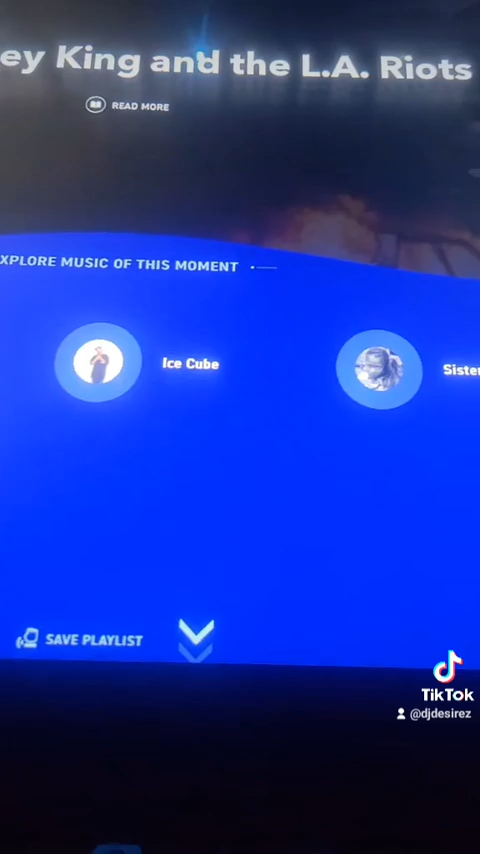 ey King and the L.A. Riots
READ MORE
XPLORE MUSIC OF THIS MOMENT
Ice Cube
Sister
SAVE PLAYLIST
TikTok
@djdesirez